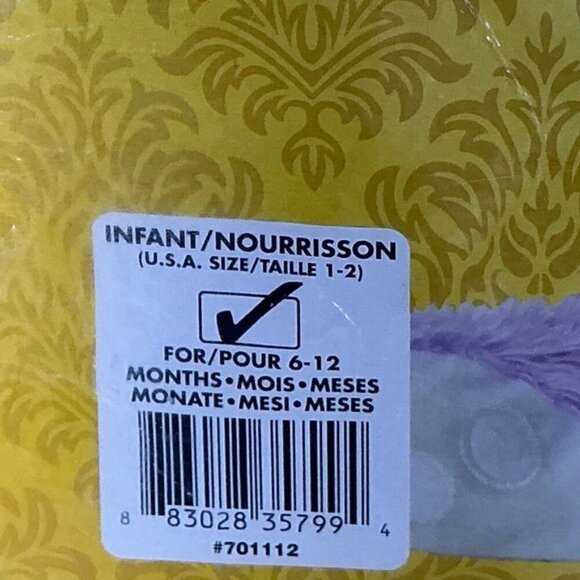 INFANT/NOURRISSON
(U.S.A. SIZE/TAILLE 1-2)
FOR/POUR 6-12
MONTHS•MOIS•MESES
MONATE•MESI•MESES
8 83028 35799 4
#701112